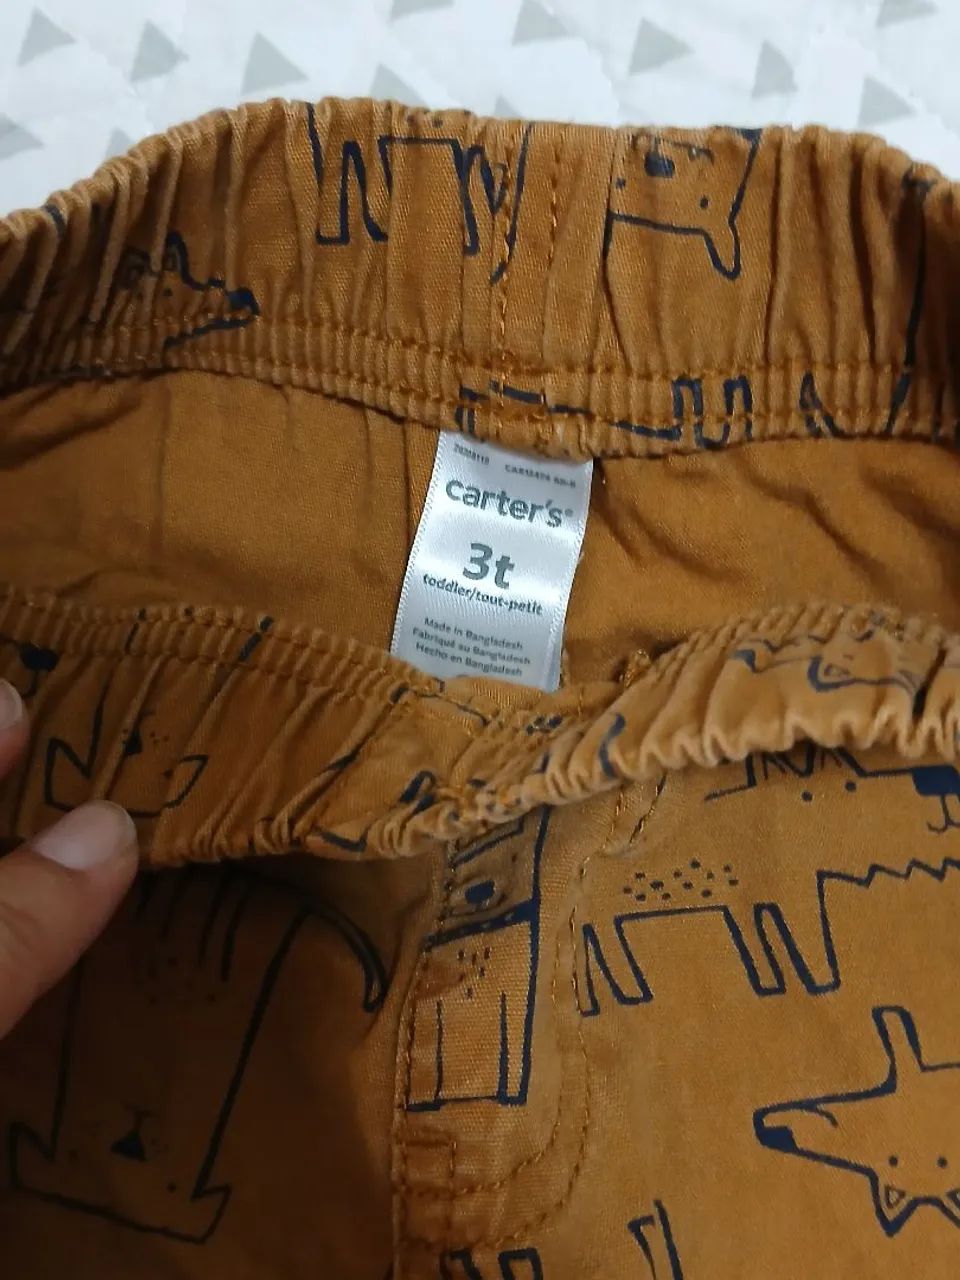 carter's®
3t
toddler/tout-petit
Made in Bangladesh
Fabriqué au Bangladesh
Hecho en Bangladesh